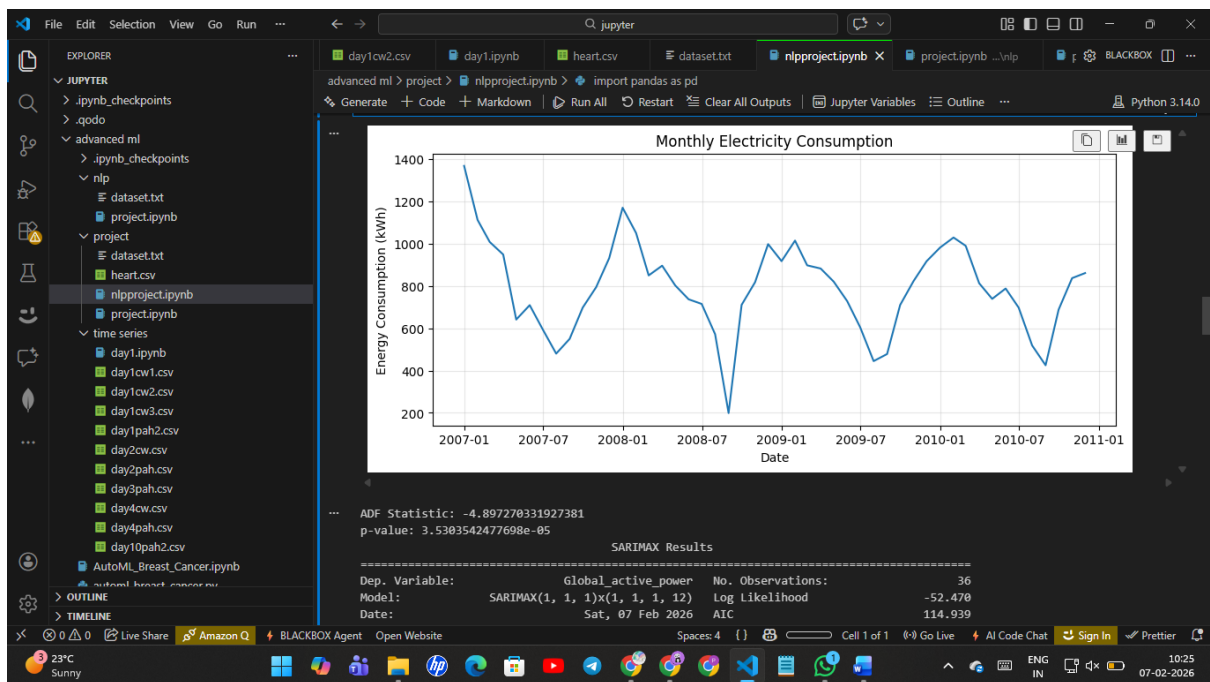 File Edit Selection View Go Run ···
jupyter
EXPLORER ···
JUPYTER
.ipynb_checkpoints
.qodo
advanced ml
.ipynb_checkpoints
nlp
dataset.txt
project.ipynb
project
dataset.txt
heart.csv
nlpproject.ipynb
project.ipynb
time series
day1.ipynb
day1cw1.csv
day1cw2.csv
day1cw3.csv
day1pah2.csv
day2cw.csv
day2pah.csv
day3pah.csv
day4cw.csv
day4pah.csv
day10pah2.csv
AutoML_Breast_Cancer.ipynb
automl_breast_cancer.py
OUTLINE
TIMELINE
day1cw2.csv day1.ipynb heart.csv dataset.txt nlpproject.ipynb project.ipynb ...\nlp BLACKBOX ···
advanced ml > project > nlpproject.ipynb > import pandas as pd
Generate + Code + Markdown | Run All Restart Clear All Outputs | Jupyter Variables Outline ··· Python 3.14.0
Monthly Electricity Consumption
Energy Consumption (kWh)
1400
1200
1000
800
600
400
200
2007-01 2007-07 2008-01 2008-07 2009-01 2009-07 2010-01 2010-07 2011-01
Date
ADF Statistic: -4.897270331927381
p-value: 3.5303542477698e-05
SARIMAX Results
==========================================================================================
Dep. Variable: Global_active_power No. Observations: 36
Model: SARIMAX(1, 1, 1)x(1, 1, 1, 12) Log Likelihood -52.470
Date: Sat, 07 Feb 2026 AIC 114.939
0 0 Live Share Amazon Q BLACKBOX Agent Open Website Spaces: 4 {} Cell 1 of 1 Go Live AI Code Chat Sign In Prettier
3 23°C
Sunny
1
ENG
IN
10:25
07-02-2026